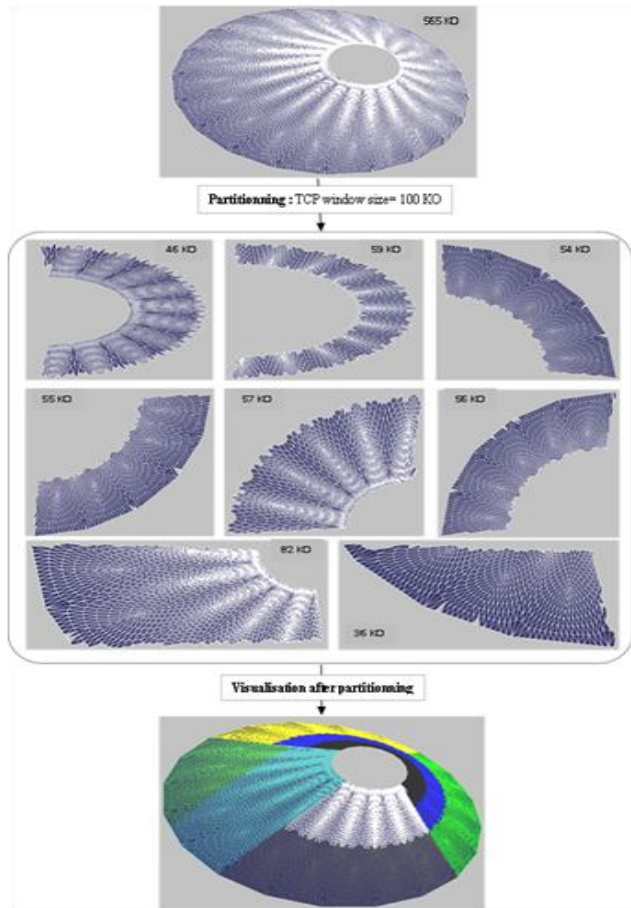 565 KO
Partitionning : TCP window size= 100 KO
46 KO
59 KO
54 KO
55 KO
57 KO
56 KO
82 KO
36 KO
Visualisation after partitionning